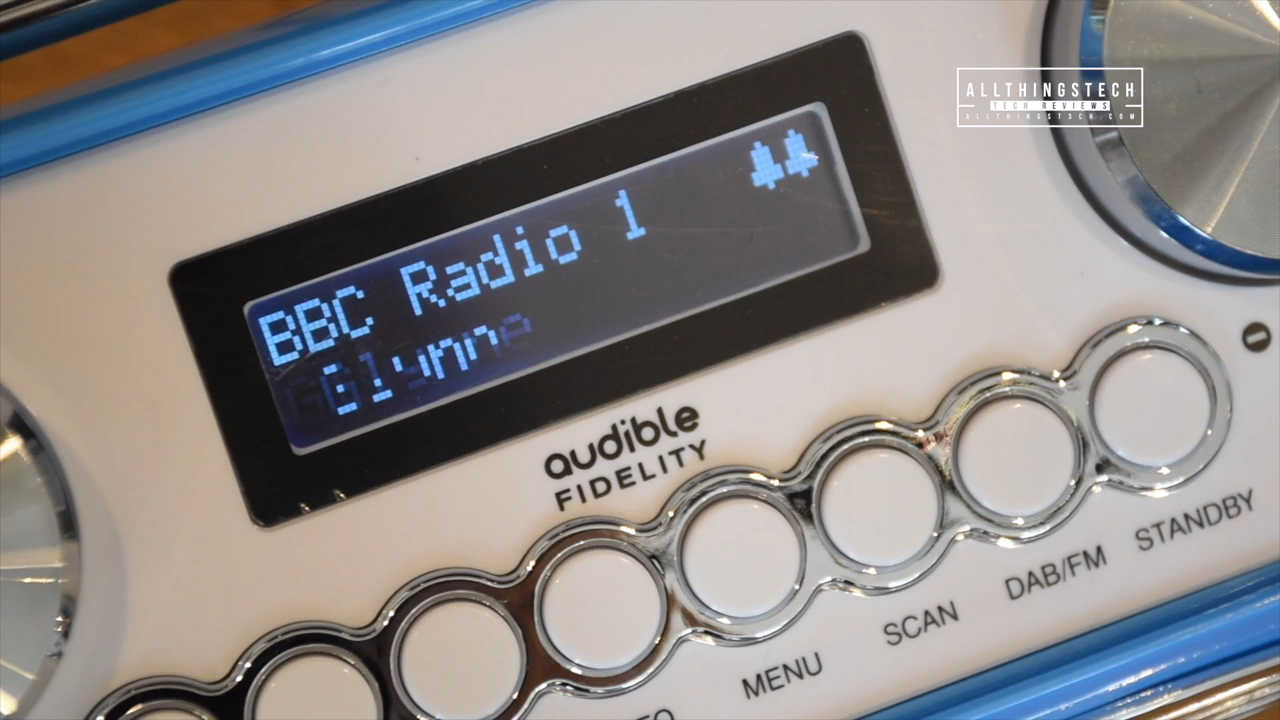 ALLTHINGSTECH
TECH REVIEWS
ALLTHINGST3CH.COM
BBC Radio 1
Glynne
audible
FIDELITY
MENU
SCAN
DAB/FM
STANDBY